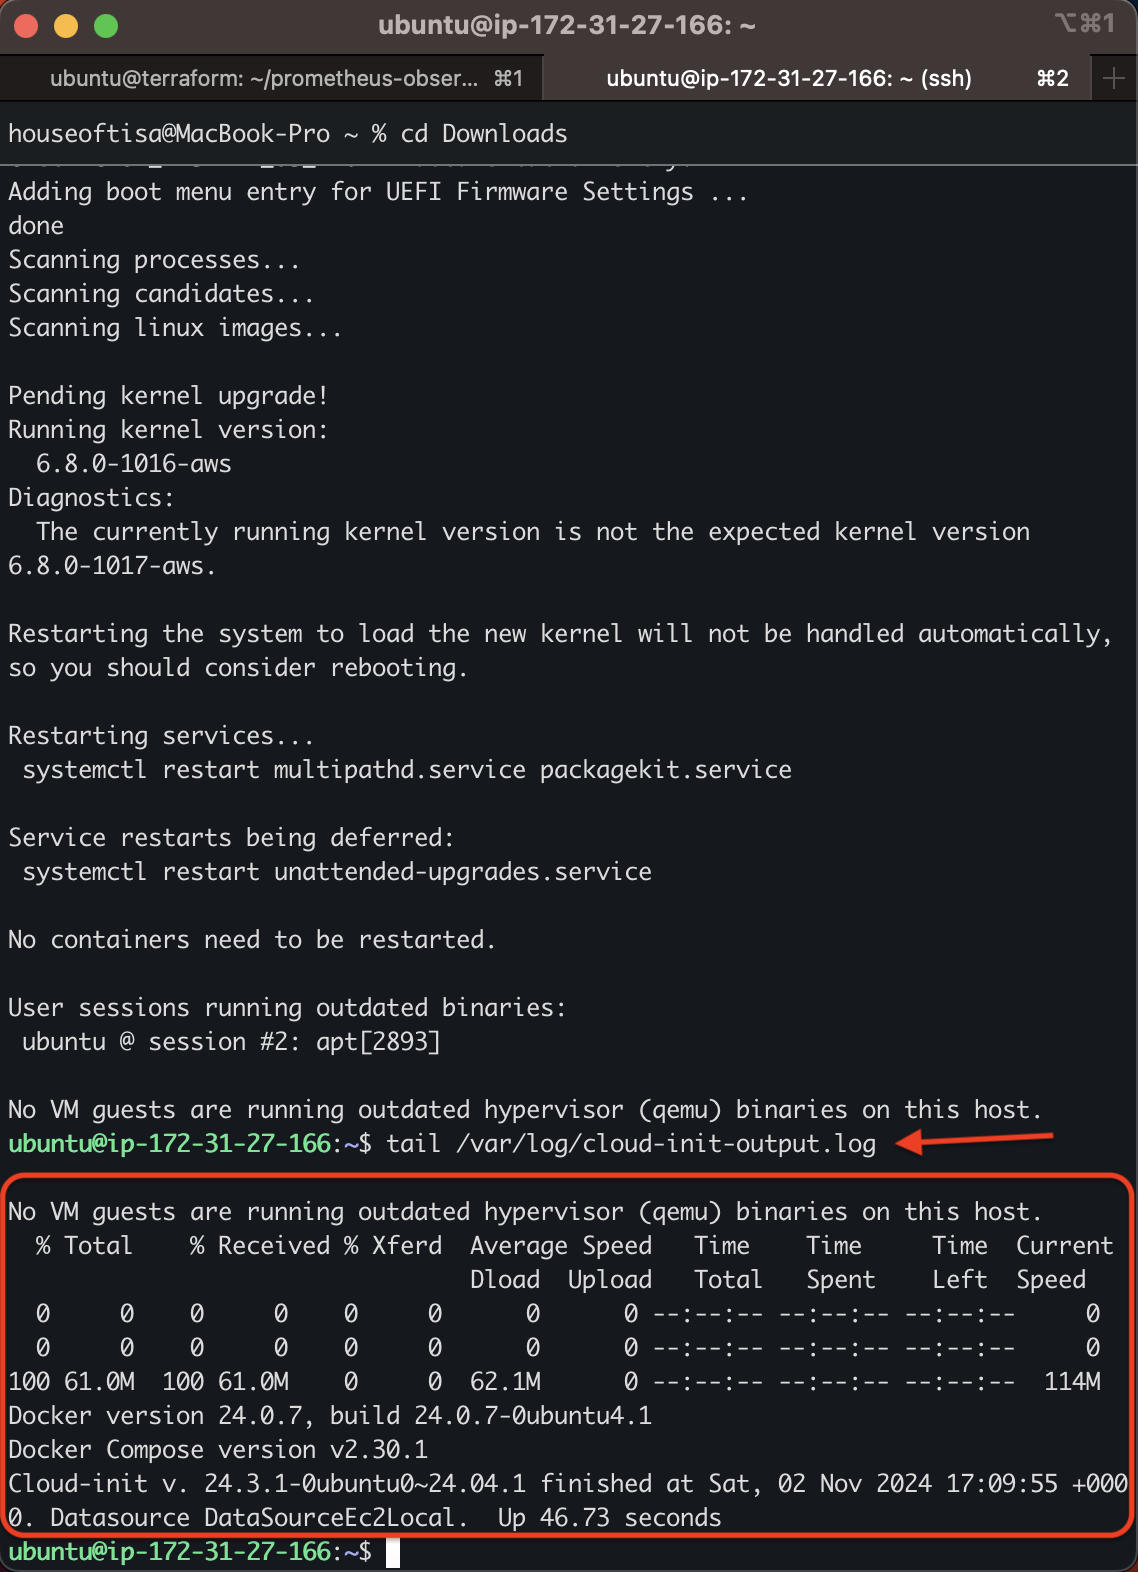 ubuntu@ip-172-31-27-166: ~
⌥⌘1
ubuntu@terraform: ~/prometheus-obser... ⌘1
ubuntu@ip-172-31-27-166: ~ (ssh) ⌘2
houseoftisa@MacBook-Pro ~ % cd Downloads
Adding boot menu entry for UEFI Firmware Settings ...
done
Scanning processes...
Scanning candidates...
Scanning linux images...
Pending kernel upgrade!
Running kernel version:
  6.8.0-1016-aws
Diagnostics:
  The currently running kernel version is not the expected kernel version
6.8.0-1017-aws.
Restarting the system to load the new kernel will not be handled automatically,
so you should consider rebooting.
Restarting services...
 systemctl restart multipathd.service packagekit.service
Service restarts being deferred:
 systemctl restart unattended-upgrades.service
No containers need to be restarted.
User sessions running outdated binaries:
 ubuntu @ session #2: apt[2893]
No VM guests are running outdated hypervisor (qemu) binaries on this host.
ubuntu@ip-172-31-27-166:~$ tail /var/log/cloud-init-output.log
No VM guests are running outdated hypervisor (qemu) binaries on this host.
  % Total    % Received % Xferd  Average Speed   Time    Time     Time  Current
                                 Dload  Upload   Total   Spent    Left  Speed
  0     0    0     0    0     0      0      0 --:--:-- --:--:-- --:--:--     0
  0     0    0     0    0     0      0      0 --:--:-- --:--:-- --:--:--     0
100 61.0M  100 61.0M    0     0  62.1M      0 --:--:-- --:--:-- --:--:--  114M
Docker version 24.0.7, build 24.0.7-0ubuntu4.1
Docker Compose version v2.30.1
Cloud-init v. 24.3.1-0ubuntu0~24.04.1 finished at Sat, 02 Nov 2024 17:09:55 +000
0. Datasource DataSourceEc2Local.  Up 46.73 seconds
ubuntu@ip-172-31-27-166:~$